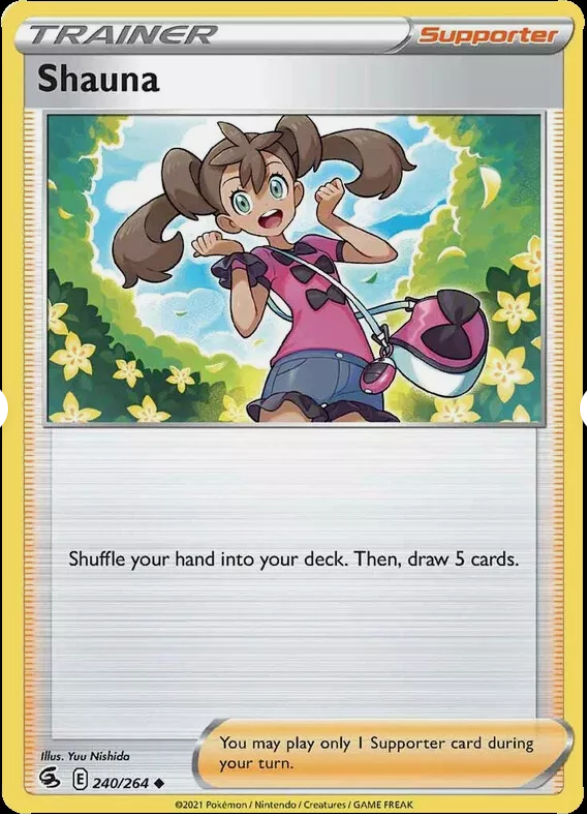 TRAINER
Supporter
Shauna
Shuffle your hand into your deck. Then, draw 5 cards.
You may play only 1 Supporter card during
your turn.
Illus. Yuu Nishida
E 240/264
©2021 Pokémon / Nintendo / Creatures / GAME FREAK